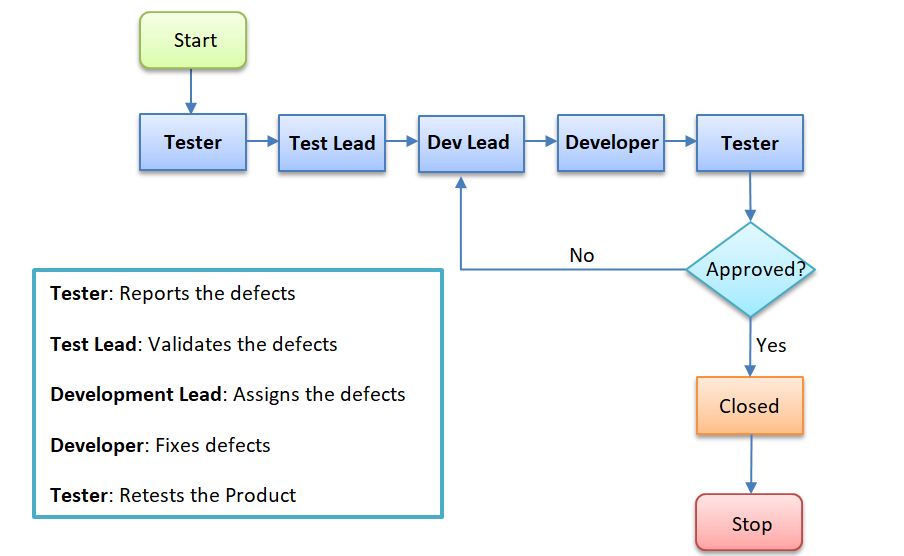 Start
Tester
Test Lead
Dev Lead
Developer
Tester
No
Approved?
Yes
Closed
Stop
Tester: Reports the defects
Test Lead: Validates the defects
Development Lead: Assigns the defects
Developer: Fixes defects
Tester: Retests the Product